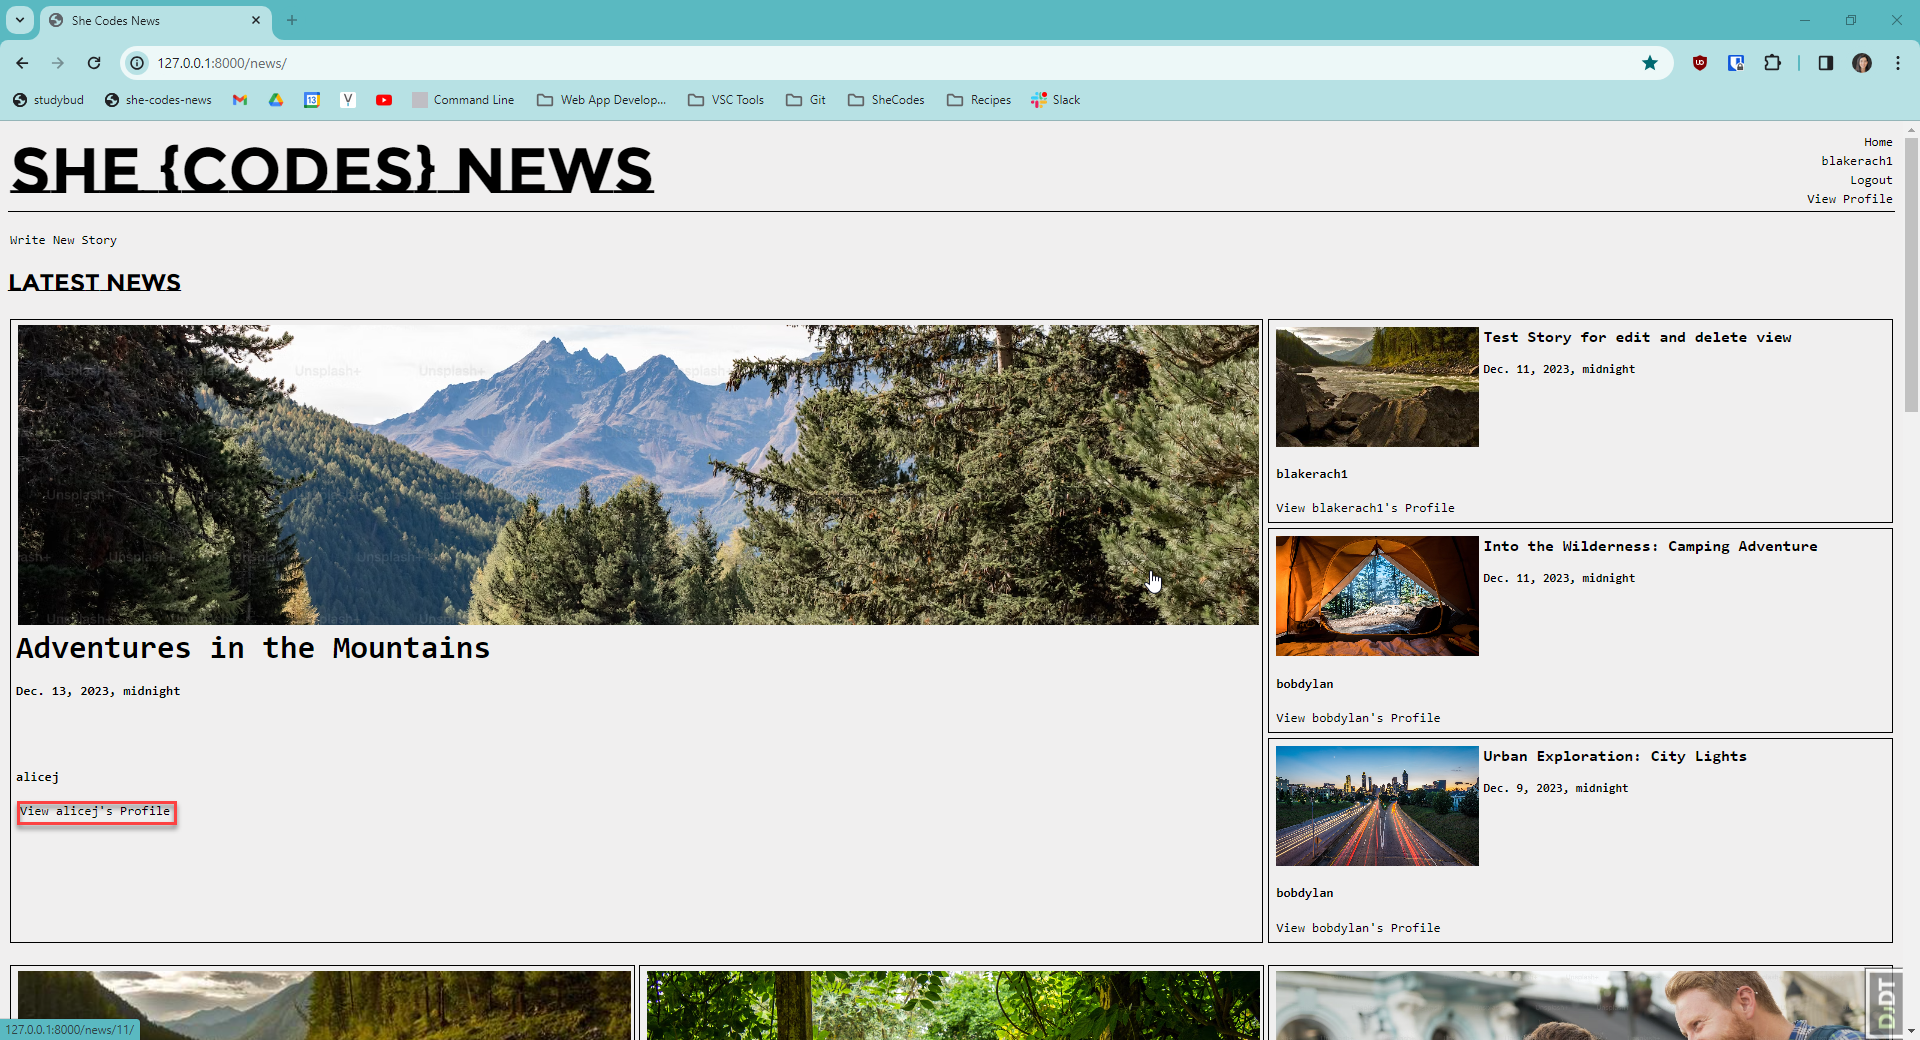 She Codes News
127.0.0.1:8000/news/
studybud
she-codes-news
13
Y
Command Line
Web App Develop...
VSC Tools
Git
SheCodes
Recipes
Slack
SHE {CODES} NEWS
Home
blakerach1
Logout
View Profile
Write New Story
LATEST NEWS
Unsplash+ Unsplash+
Adventures in the Mountains
Dec. 13, 2023, midnight
alicej
View alicej's Profile
Test Story for edit and delete view
Dec. 11, 2023, midnight
blakerach1
View blakerach1's Profile
Into the Wilderness: Camping Adventure
Dec. 11, 2023, midnight
bobdylan
View bobdylan's Profile
Urban Exploration: City Lights
Dec. 9, 2023, midnight
bobdylan
View bobdylan's Profile
127.0.0.1:8000/news/11/
DJDT